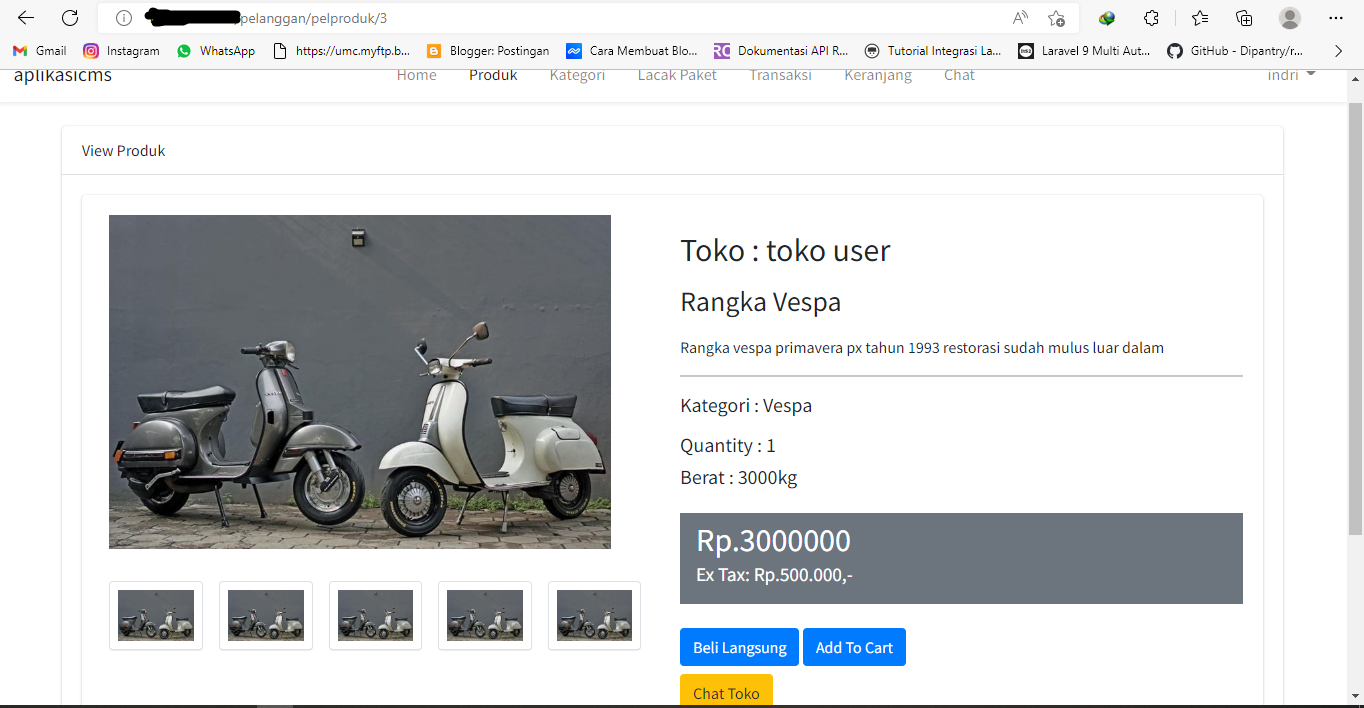 pelanggan/pelproduk/3
Gmail Instagram WhatsApp https://umc.myftp.b... Blogger: Postingan Cara Membuat Blo... RC Dokumentasi API R... Tutorial Integrasi La... Laravel 9 Multi Aut... GitHub - Dipantry/r...
aplikasicms Home Produk Kategori Lacak Paket Transaksi Keranjang Chat indri
View Produk
Toko : toko user
Rangka Vespa
Rangka vespa primavera px tahun 1993 restorasi sudah mulus luar dalam
Kategori : Vespa
Quantity : 1
Berat : 3000kg
Rp.3000000
Ex Tax: Rp.500.000,-
Beli Langsung Add To Cart
Chat Toko